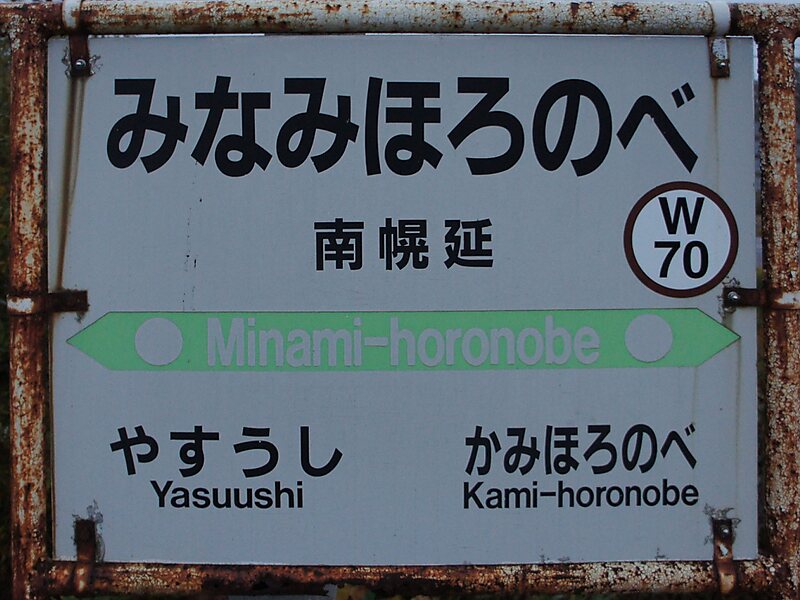 みなみほろのべ
南幌延
W
70
Minami-horonobe
やすうし
Yasuushi
かみほろのべ
Kami-horonobe